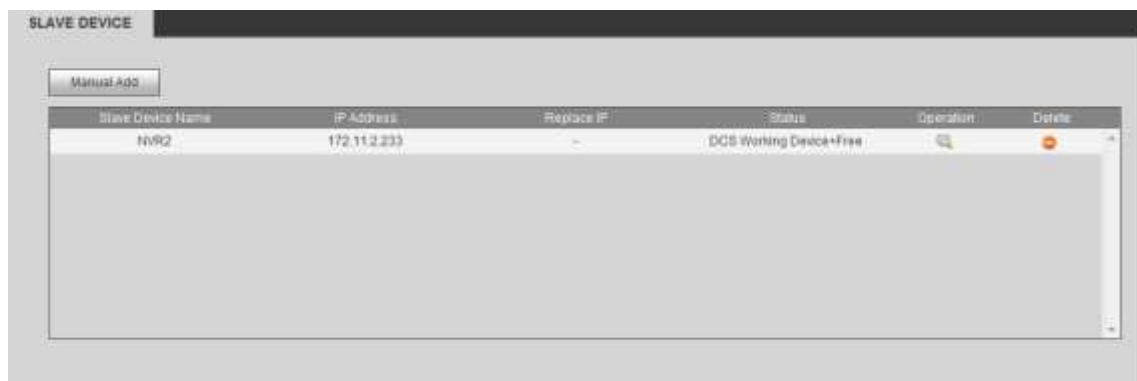 SLAVE DEVICE
Manual Add
Slave Device Name IP Address Replace IP Status Operation Delete
NVR2 172.11.2.233 - DCS Working Device+Free